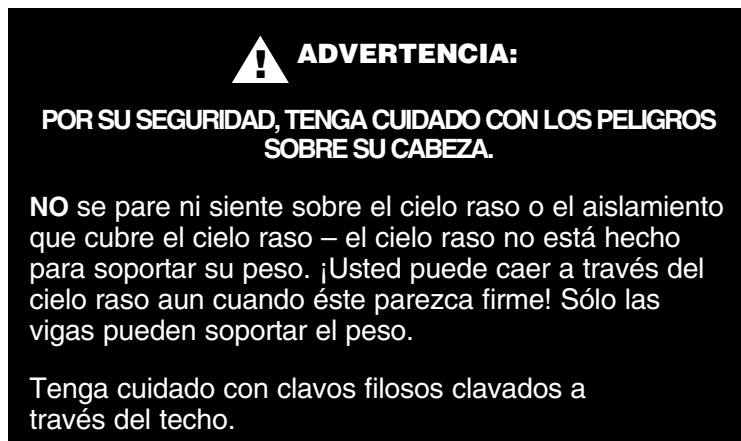 ADVERTENCIA:
POR SU SEGURIDAD, TENGA CUIDADO CON LOS PELIGROS
SOBRE SU CABEZA.
NO se pare ni siente sobre el cielo raso o el aislamiento
que cubre el cielo raso – el cielo raso no está hecho
para soportar su peso. ¡Usted puede caer a través del
cielo raso aun cuando éste parezca firme! Sólo las
vigas pueden soportar el peso.
Tenga cuidado con clavos filosos clavados a
través del techo.